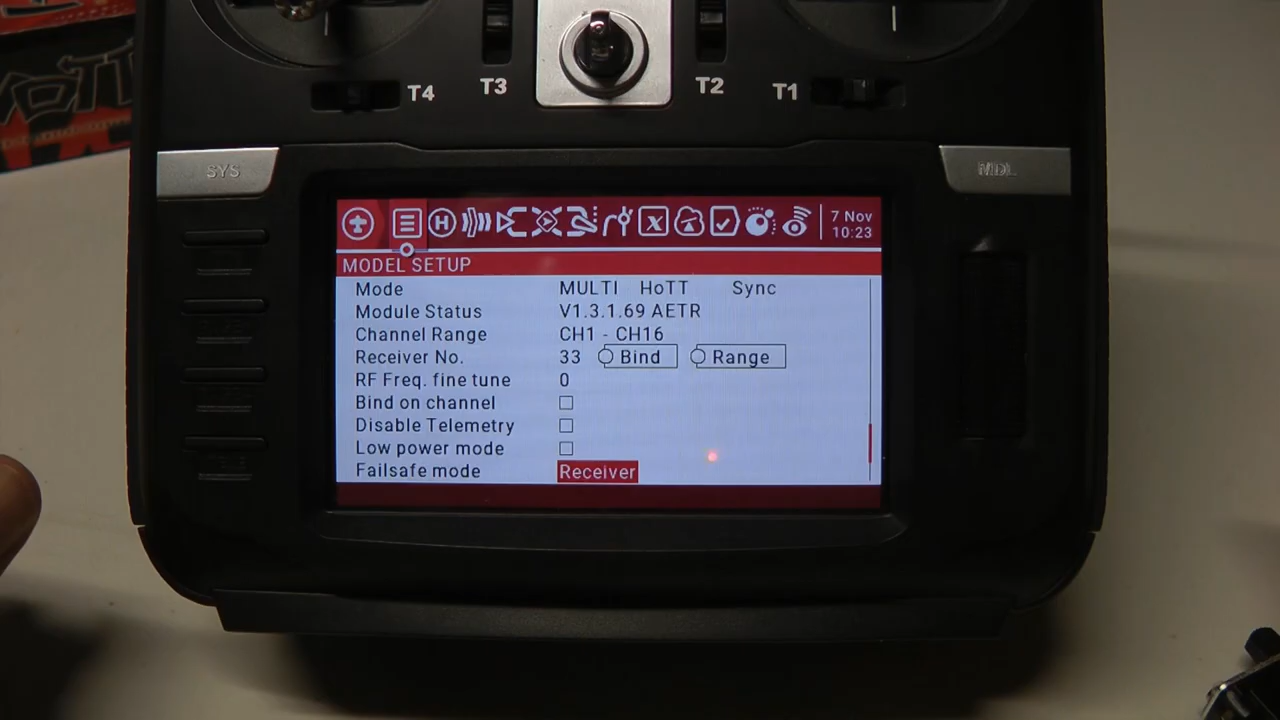 T4
T3
T2
T1
SYS
MDL
7 Nov
10:23
MODEL SETUP
Mode MULTI HoTT Sync
Module Status V1.3.1.69 AETR
Channel Range CH1 - CH16
Receiver No. 33 Bind Range
RF Freq. fine tune 0
Bind on channel
Disable Telemetry
Low power mode
Failsafe mode Receiver